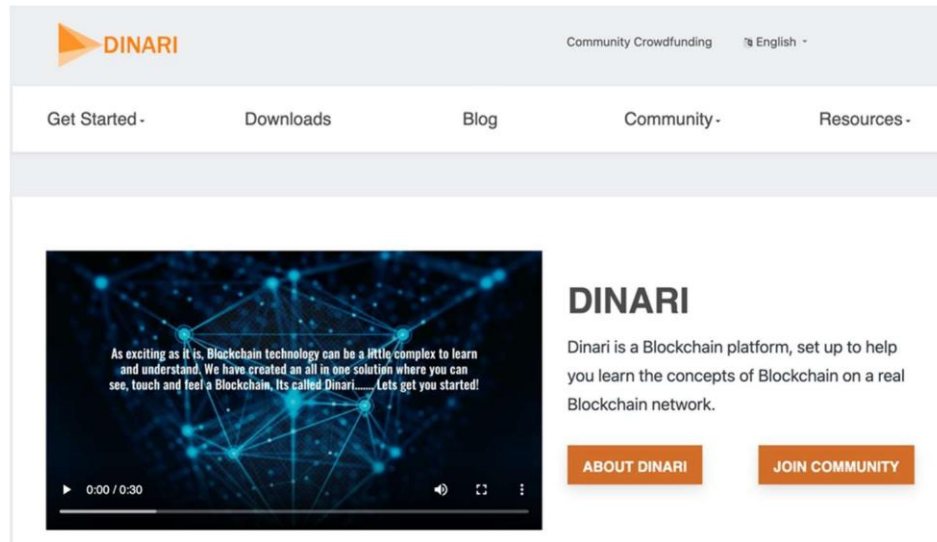 DINARI
Community Crowdfunding
English
Get Started
Downloads
Blog
Community
Resources
As exciting as it is, Blockchain technology can be a little complex to learn
and understand. We have created an all in one solution where you can
see, touch and feel a Blockchain. Its called Dinari....... Lets get you started!
0:00 / 0:30
DINARI
Dinari is a Blockchain platform, set up to help
you learn the concepts of Blockchain on a real
Blockchain network.
ABOUT DINARI
JOIN COMMUNITY